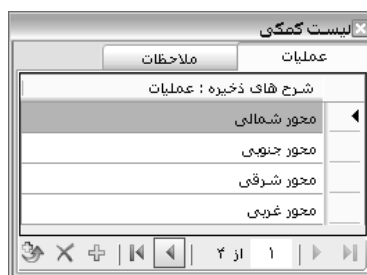 لیست کمکی
عملیات
ملاحظات
شرح های ذخیره : عملیات
محور شمالی
محور جنوبی
محور شرقی
محور غربی
۱ از ۴